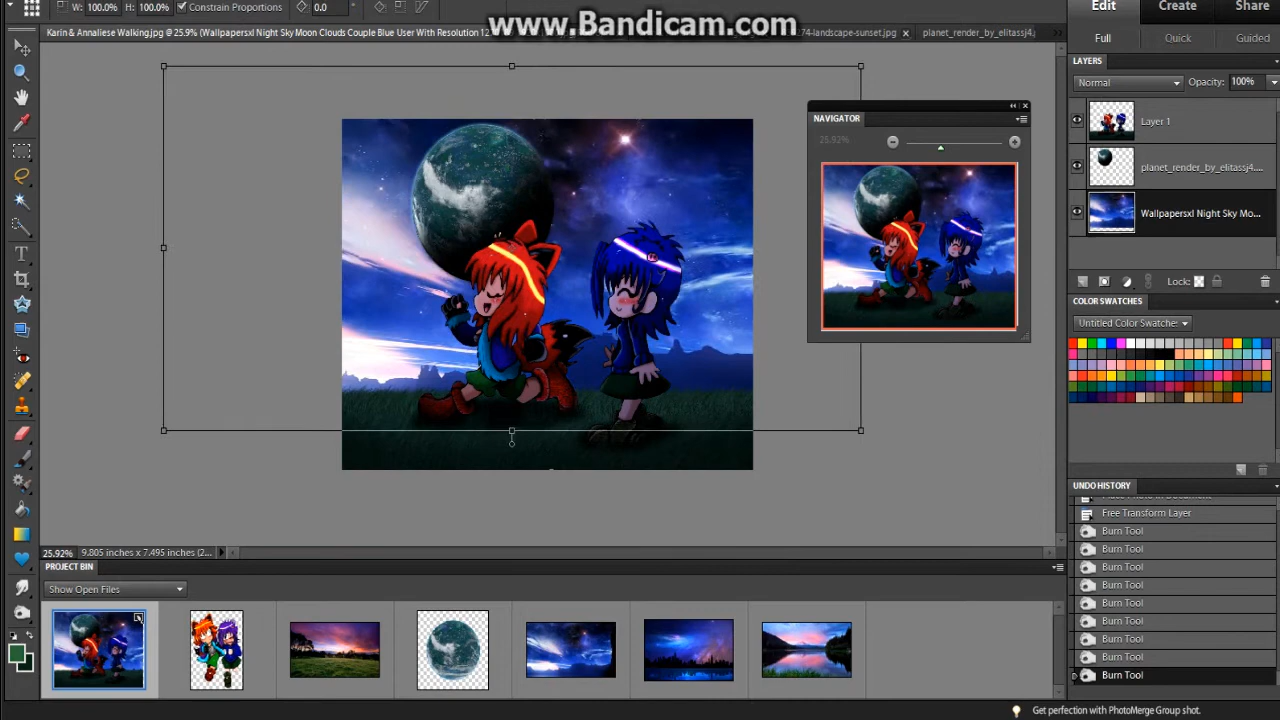 www.Bandicam.com
W: 100.0%
H: 100.0%
Constrain Proportions
0.0
Edit
Create
Share
Karin & Annaliese Walking.jpg @ 25.9% (Wallpapersxl Night Sky Moon Clouds Couple Blue User With Resolution 12
274-landscape-sunset.jpg
planet_render_by_elitassj4.
Full
Quick
Guided
LAYERS
Normal
Opacity: 100%
Layer 1
planet_render_by_elitassj4....
Wallpapersxl Night Sky Mo...
Lock:
NAVIGATOR
25.92%
COLOR SWATCHES
Untitled Color Swatches
UNDO HISTORY
Free Transform Layer
Burn Tool
Burn Tool
Burn Tool
Burn Tool
Burn Tool
Burn Tool
Burn Tool
Burn Tool
Burn Tool
25.92%
9.805 inches x 7.495 inches (2...
PROJECT BIN
Show Open Files
Get perfection with PhotoMerge Group shot.